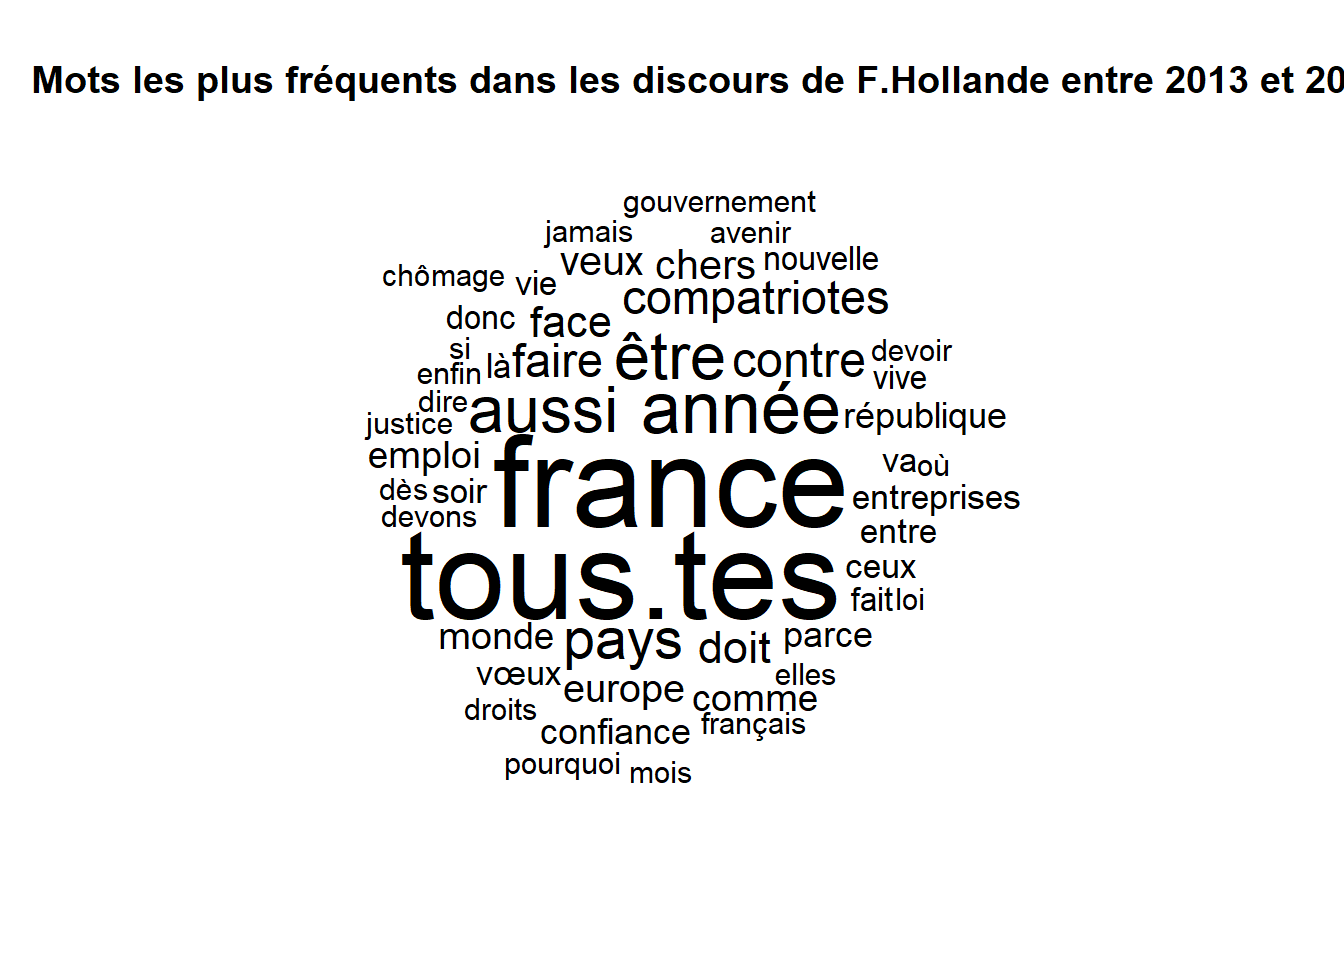 Mots les plus fréquents dans les discours de F.Hollande entre 2013 et 20
gouvernement
jamais avenir
veux chers nouvelle
chômage vie
compatriotes
donc face
si
là faire être contre devoir
enfin vive
dire aussi année république
justice
emploi france va où
dès soir entreprises
devons
entre
tous.tes ceux
fait loi
monde pays doit parce
vœux elles
europe comme
droits
confiance français
pourquoi mois